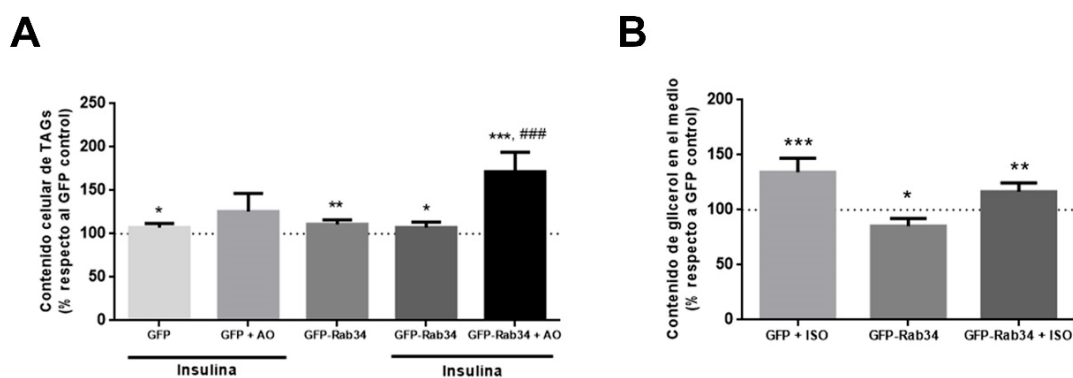 A
Contenido celular de TAGs
(% respecto al GFP control)
250
200
150
100
50
0
*
**
*
***, ###
GFP
GFP + AO
GFP-Rab34
GFP-Rab34
GFP-Rab34 + AO
Insulina
Insulina
B
Contenido de glicerol en el medio
(% respecto a GFP control)
200
150
100
50
0
***
*
**
GFP + ISO
GFP-Rab34
GFP-Rab34 + ISO